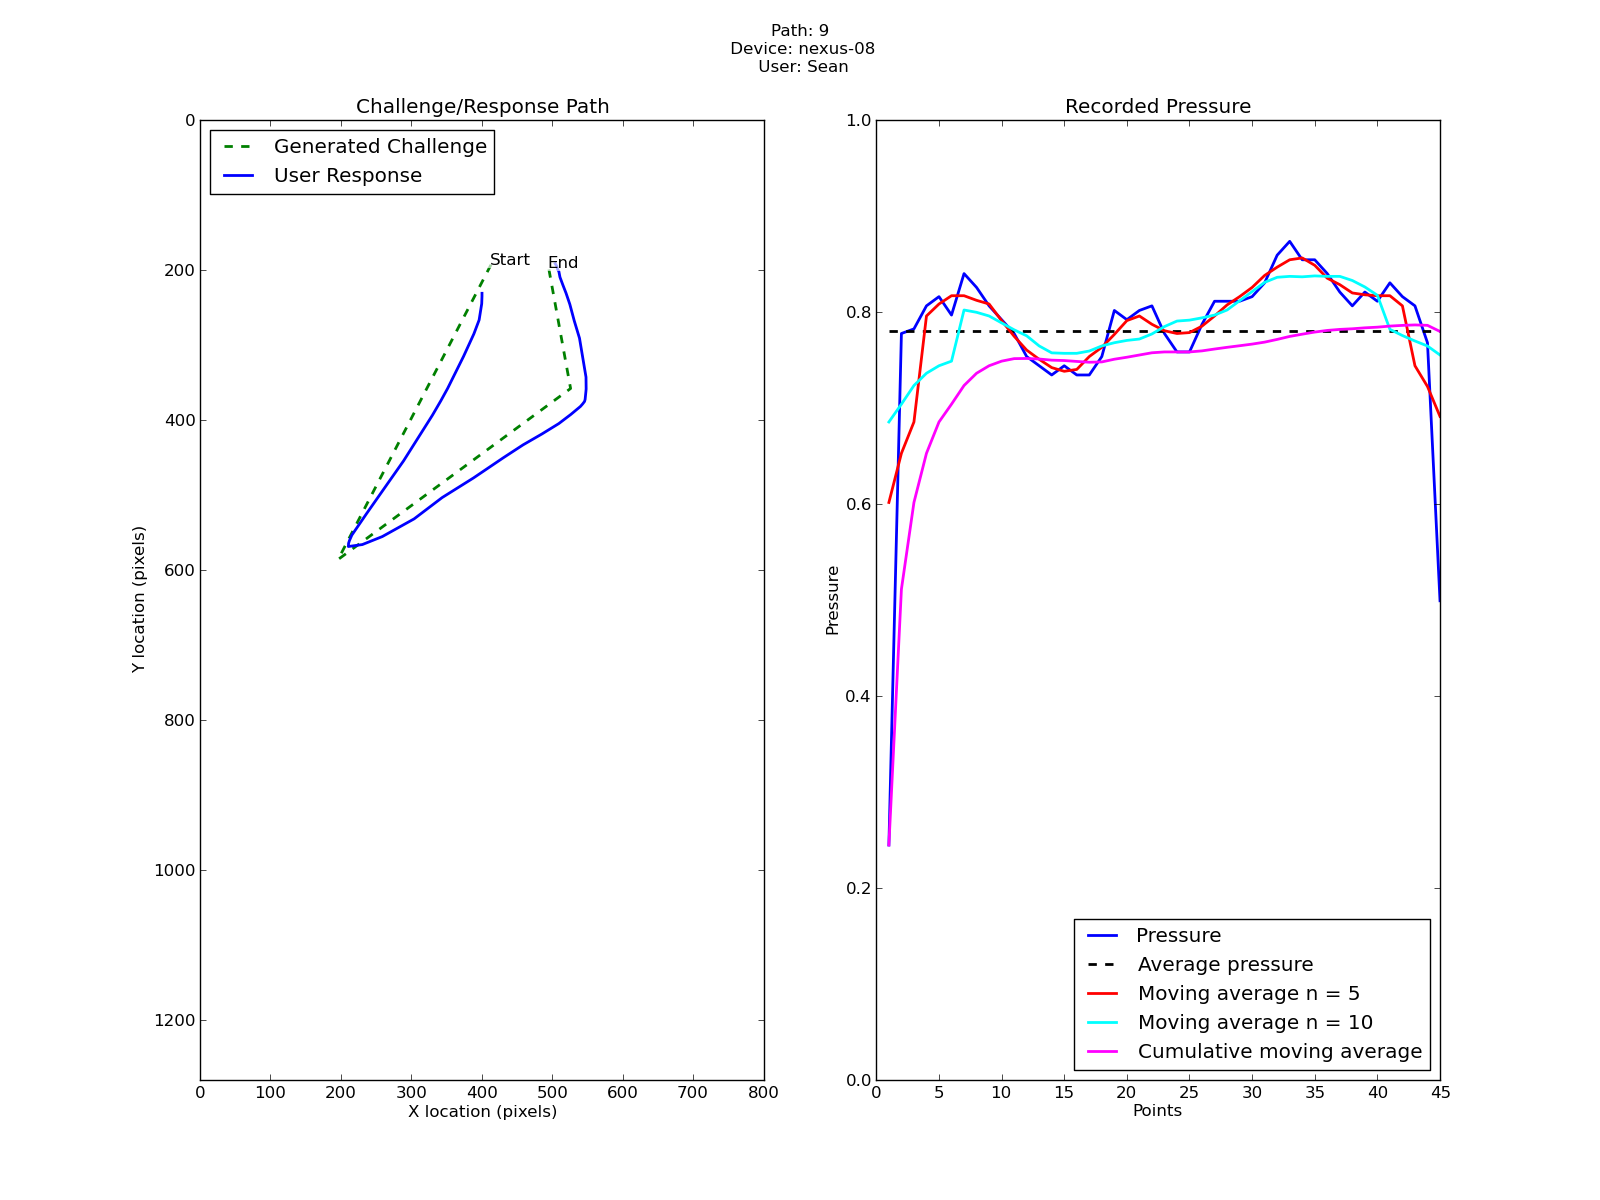 Path: 9
Device: nexus-08
User: Sean
Challenge/Response Path
Generated Challenge
User Response
Start
End
0
200
400
600
800
1000
1200
Y location (pixels)
0 100 200 300 400 500 600 700 800
X location (pixels)
Recorded Pressure
1.0
0.8
0.6
0.4
0.2
0.0
Pressure
Pressure
Average pressure
Moving average n = 5
Moving average n = 10
Cumulative moving average
0 5 10 15 20 25 30 35 40 45
Points